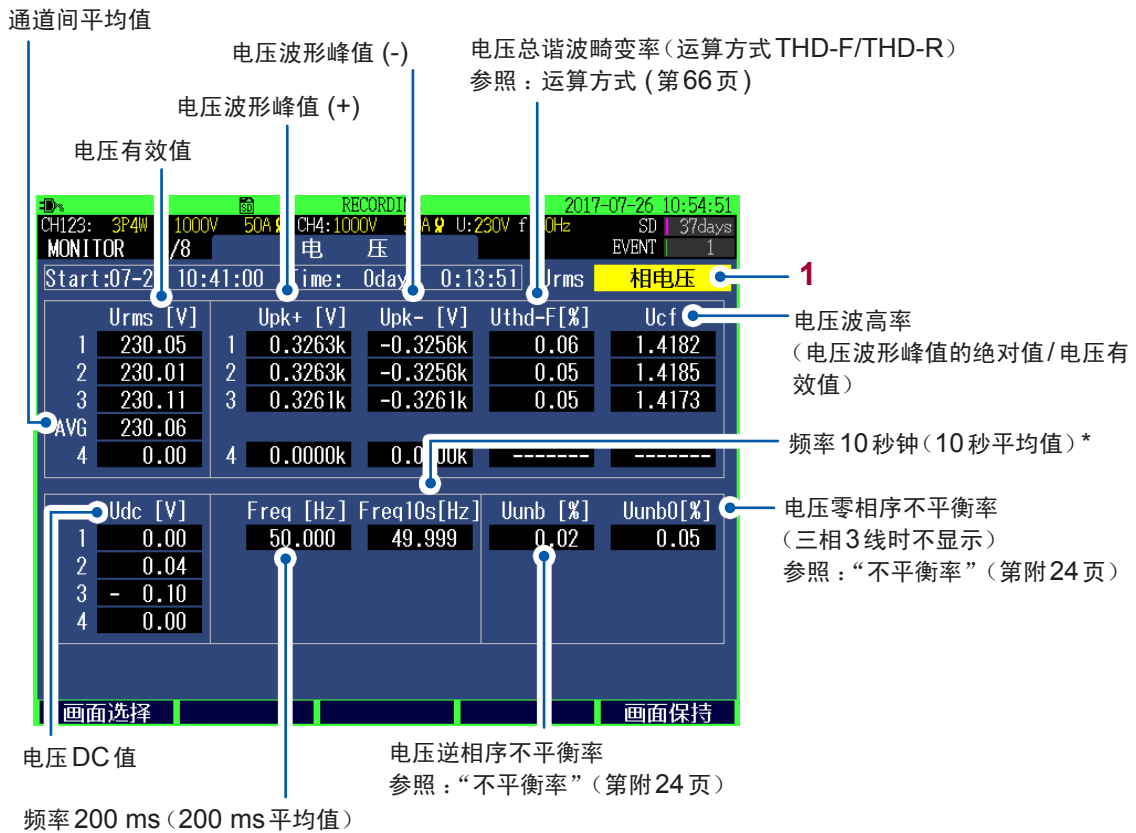 通道间平均值
电压波形峰值 (-)
电压总谐波畸变率（运算方式THD-F/THD-R）
参照：运算方式 (第66页)
电压波形峰值 (+)
电压有效值
SD RECORDIN 2017-07-26 10:54:51
CH123: 3P4W 1000V 50A CH4:1000V A U:230V f 0Hz SD 37days
MONITOR /8 电 压 EVENT 1
Start:07-2 10:41:00 ime: 0day 0:13:51 Urms 相电压 1
Urms [V] Upk+ [V] Upk- [V] Uthd-F[%] Ucf
1 230.05 1 0.3263k -0.3256k 0.06 1.4182
2 230.01 2 0.3263k -0.3256k 0.05 1.4185
3 230.11 3 0.3261k -0.3261k 0.05 1.4173
AVG 230.06
4 0.00 4 0.0000k 0.0 00k ------- -------
电压波高率
（电压波形峰值的绝对值/电压有
效值）
频率10秒钟（10秒平均值）*
Udc [V] Freq [Hz] Freq10s[Hz] Uunb [%] Uunb0[%]
1 0.00 50.000 49.999 0.02 0.05
2 0.04
3 - 0.10
4 0.00
电压零相序不平衡率
（三相3线时不显示）
参照：“不平衡率”（第附24页）
画面选择 画面保持
电压DC值
电压逆相序不平衡率
参照：“不平衡率”（第附24页）
频率200 ms（200 ms平均值）